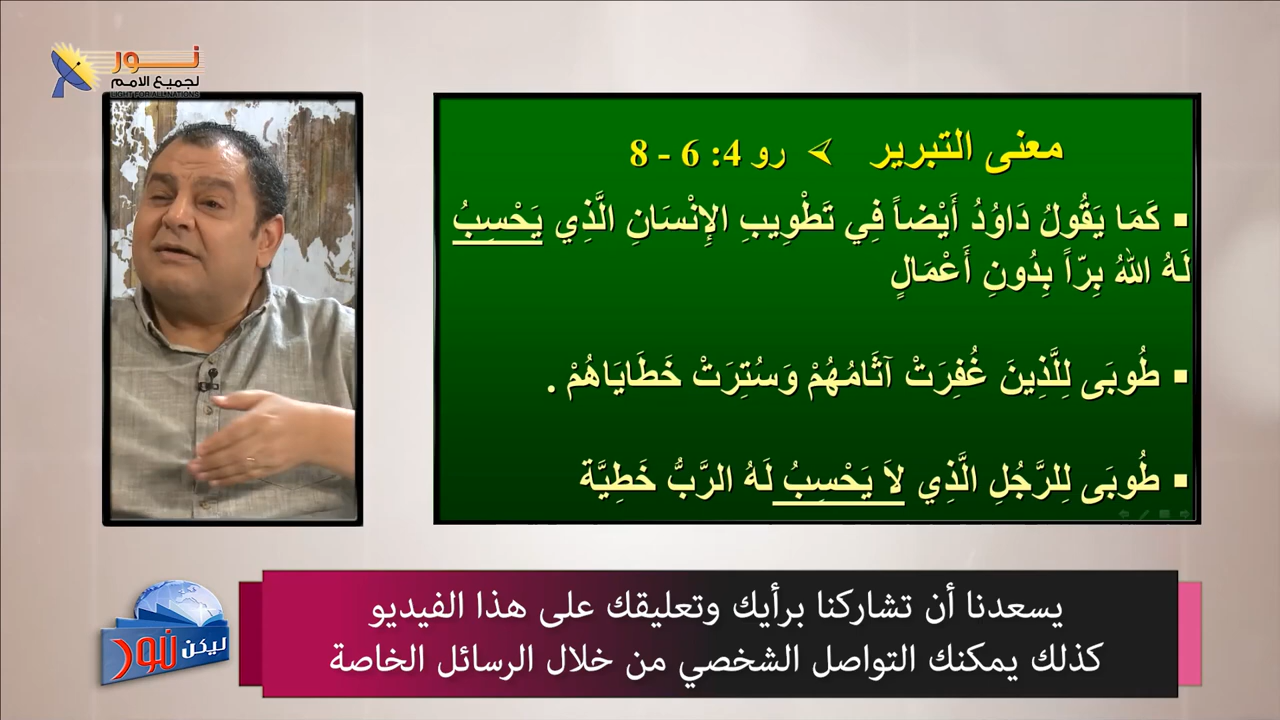 نور
لجميع الامم
LIGHT FOR ALL NATIONS
معنى التبرير ➢ رو 4: 6 - 8
▪ كَمَا يَقُولُ دَاوُدُ أَيْضاً فِي تَطْوِيبِ الإِنْسَانِ الَّذِي يَحْسِبُ
لَهُ اللهُ بِرّاً بِدُونِ أَعْمَالٍ
▪ طُوبَى لِلَّذِينَ غُفِرَتْ آثَامُهُمْ وَسُتِرَتْ خَطَايَاهُمْ .
▪ طُوبَى لِلرَّجُلِ الَّذِي لاَ يَحْسِبُ لَهُ الرَّبُّ خَطِيَّة
ليكن نور
يسعدنا أن تشاركنا برأيك وتعليقك على هذا الفيديو
كذلك يمكنك التواصل الشخصي من خلال الرسائل الخاصة